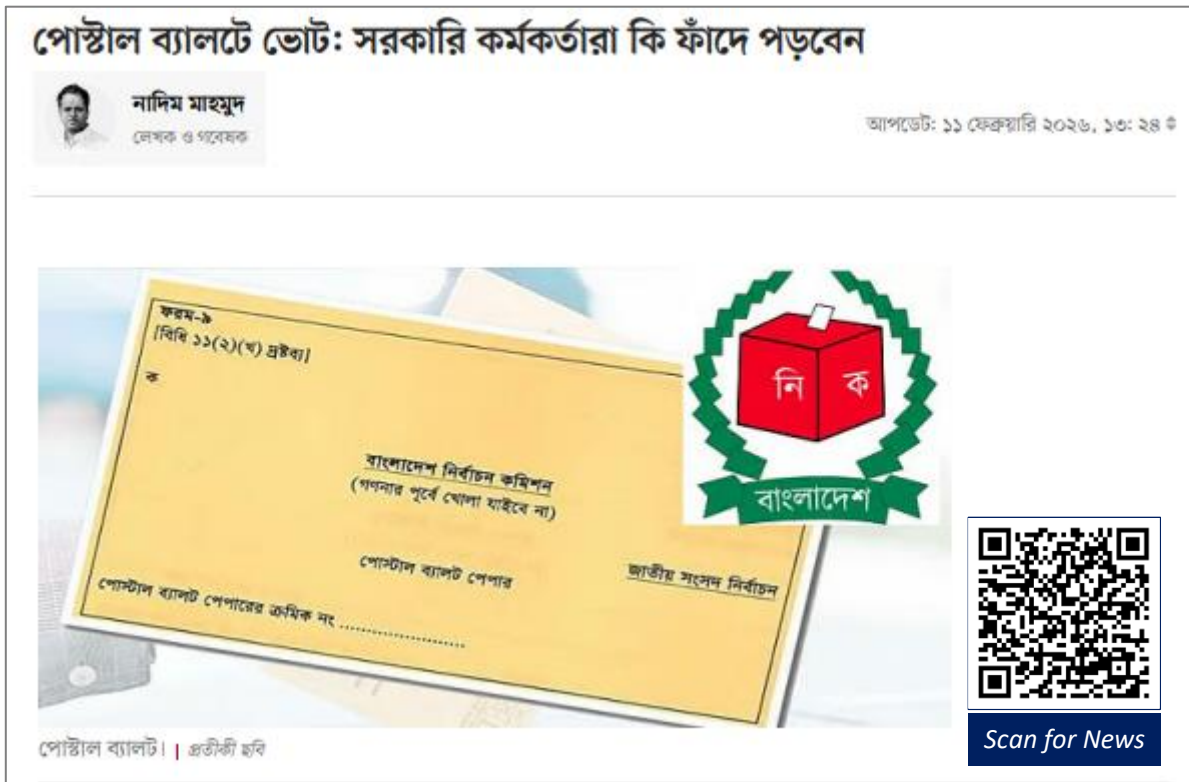 পোস্টাল ব্যালটে ভোট: সরকারি কর্মকর্তারা কি ফাঁদে পড়বেন
নাদিম মাহমুদ
লেখক ও গবেষক
আপডেট: ১১ ফেব্রুয়ারি ২০২৬, ১৩: ২৪
ফরম-৯
[বিধি ১১(২)(খ) দ্রষ্টব্য]
ক
বাংলাদেশ নির্বাচন কমিশন
(গণনার পূর্বে খোলা যাইবে না)
পোস্টাল ব্যালট পেপার
জাতীয় সংসদ নির্বাচন
পোস্টাল ব্যালট পেপারের ক্রমিক নং ......................
নি ক
বাংলাদেশ
Scan for News
পোস্টাল ব্যালট। | প্রতীকী ছবি